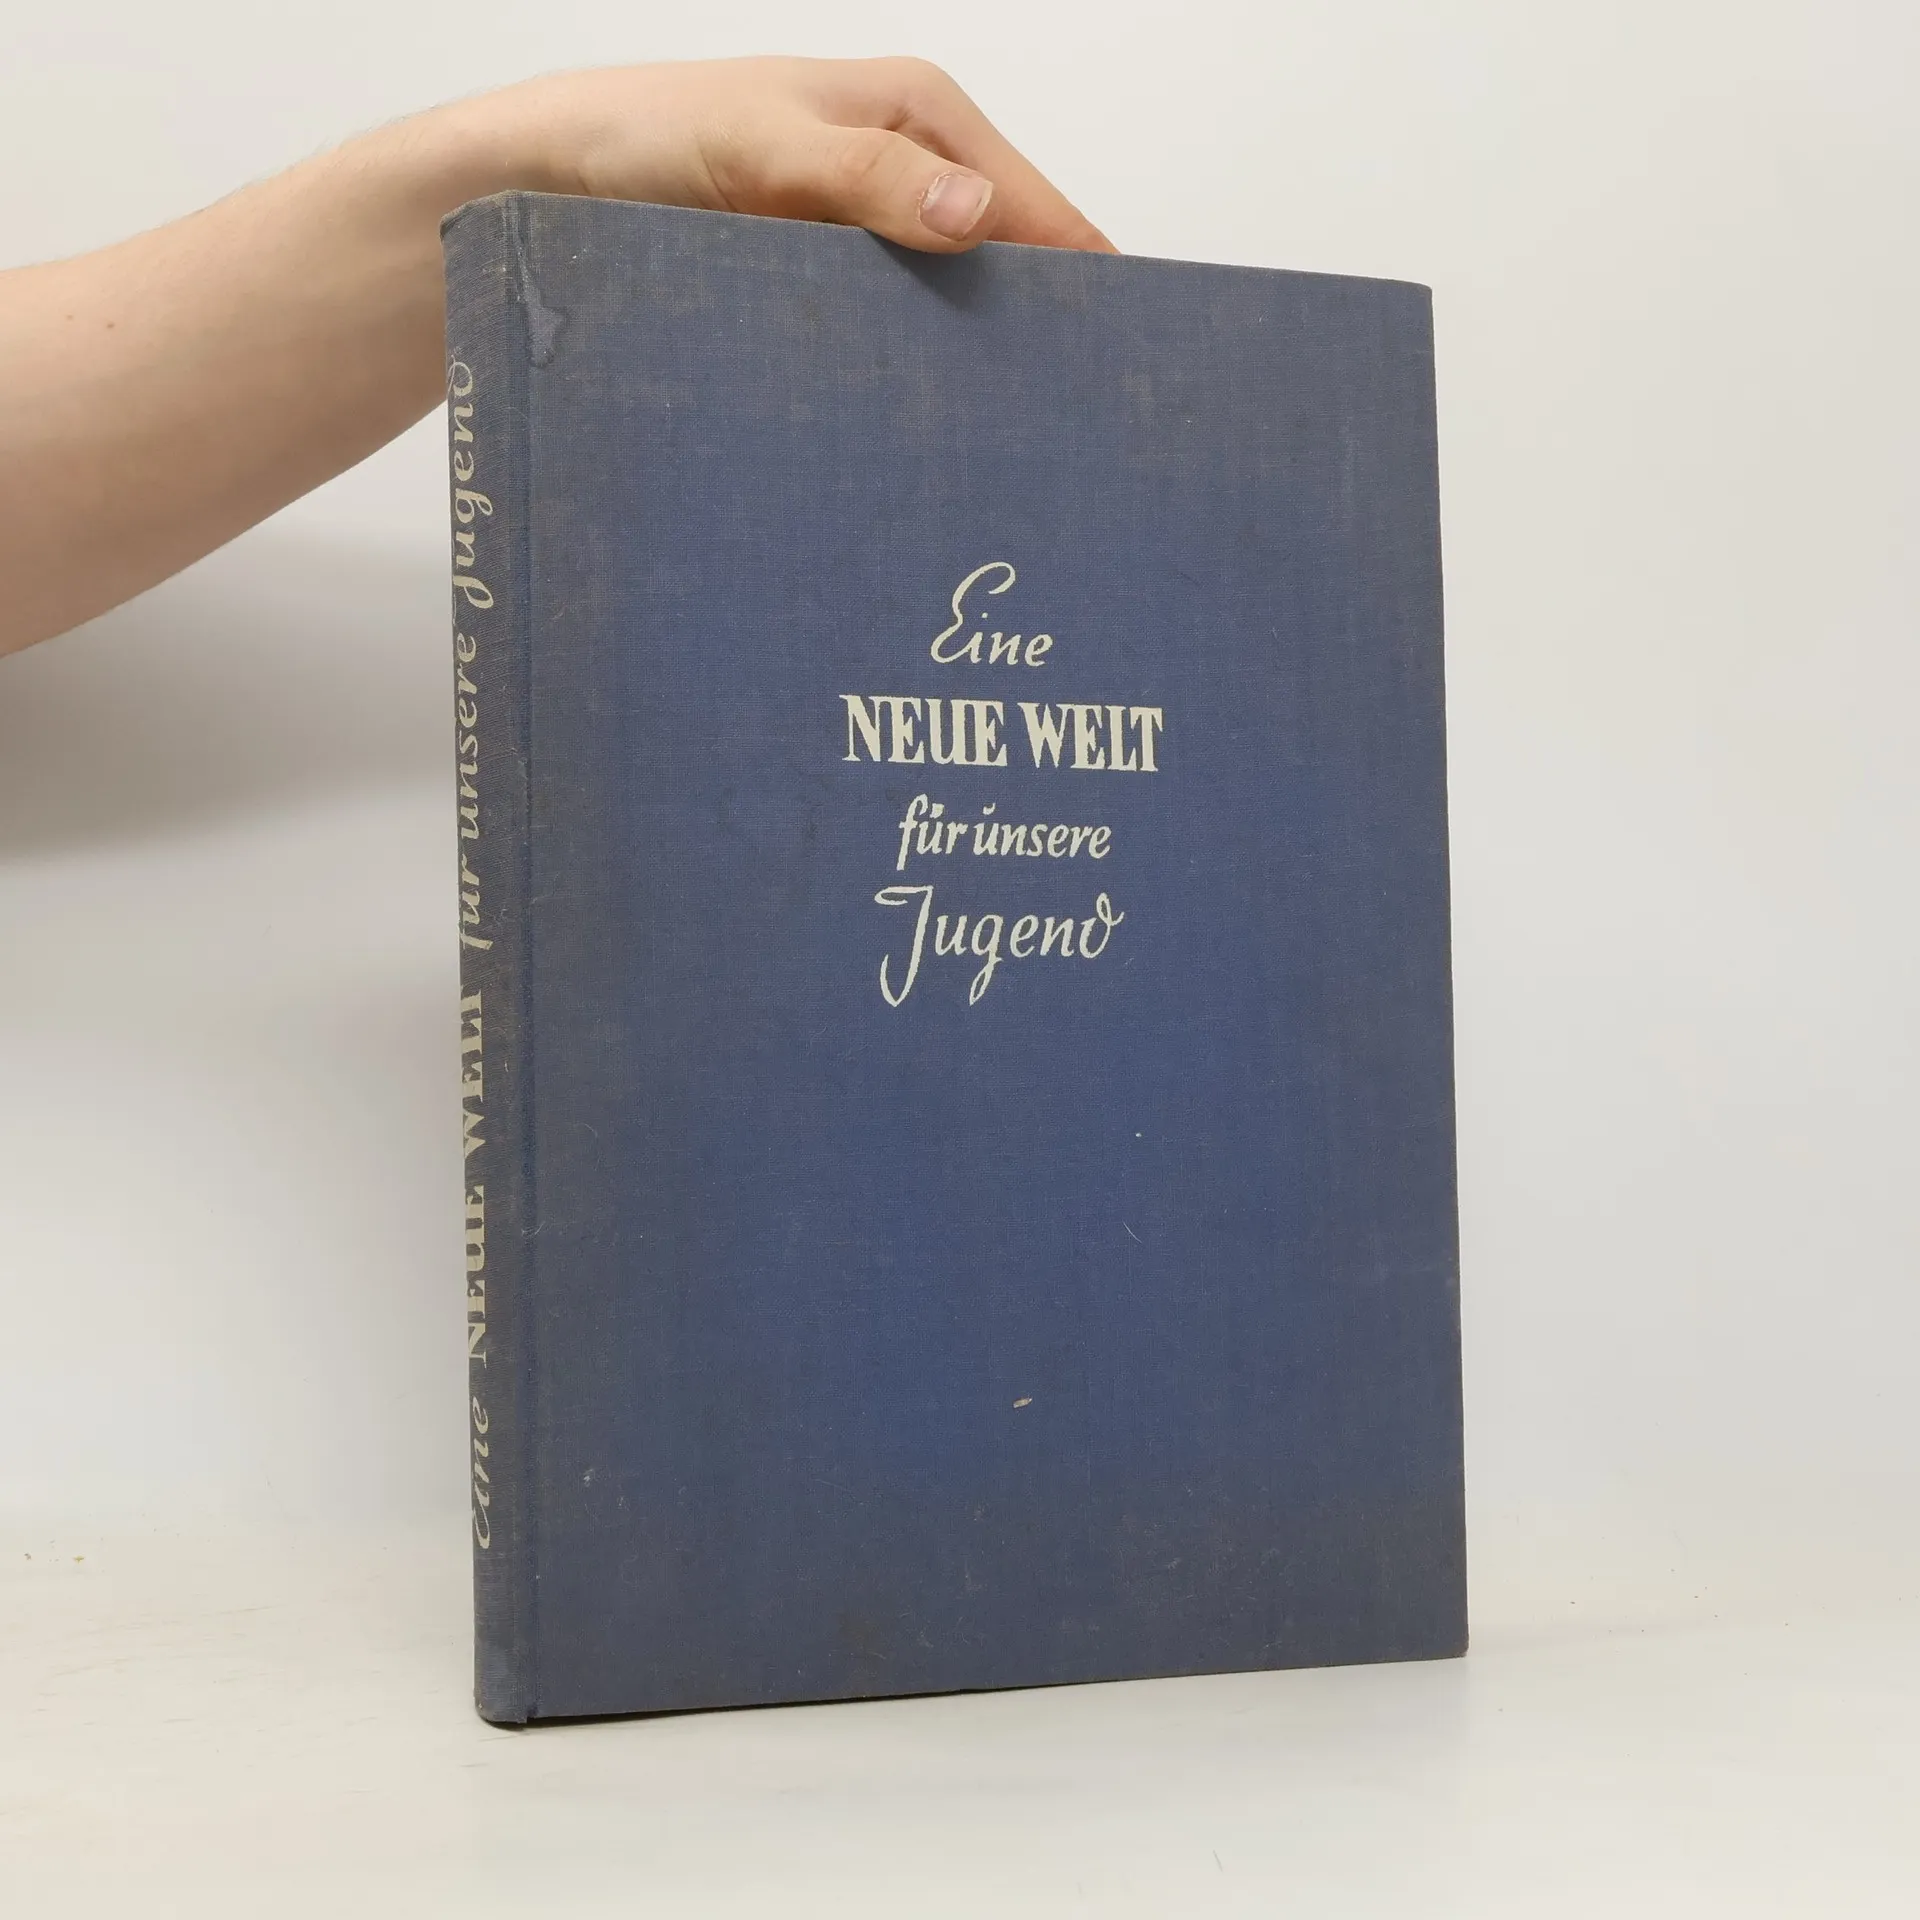 Eine
NEUE WELT
für unsere
Jugend
Eine NEUE WELT für unsere Jugend